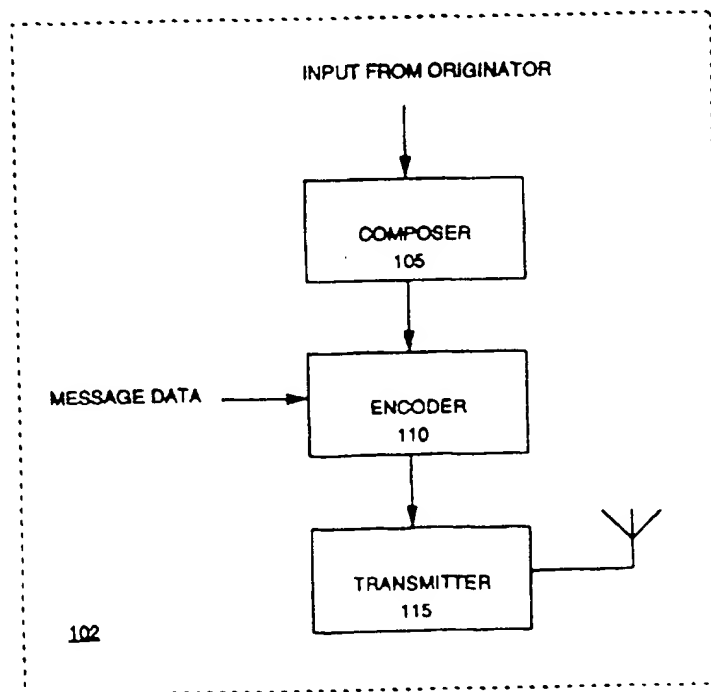 INPUT FROM ORIGINATOR
COMPOSER
105
MESSAGE DATA
ENCODER
110
TRANSMITTER
115
102